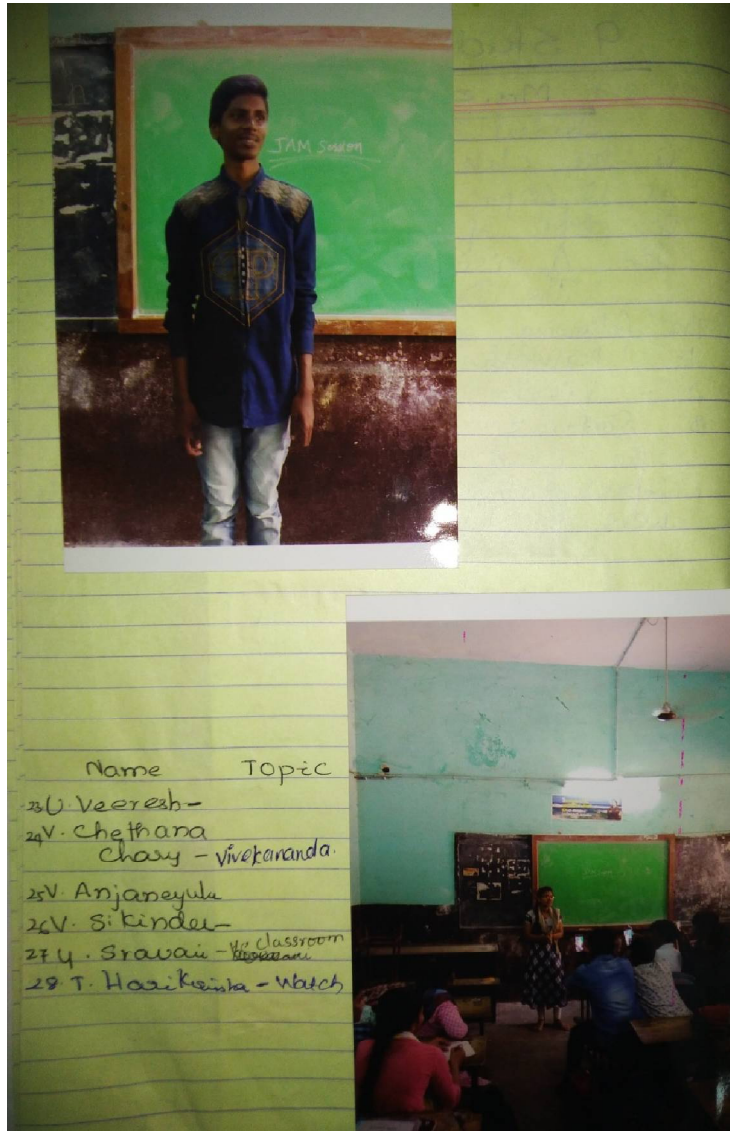 JAM Session
Name Topic
23 U. Veeresh-
24 V. Chethana
Chary - Vivekananda.
25 V. Anjaneyulu
26 V. Sikinder-
27 y. Sravani - classroom
28. T. Harikrishna - Watch